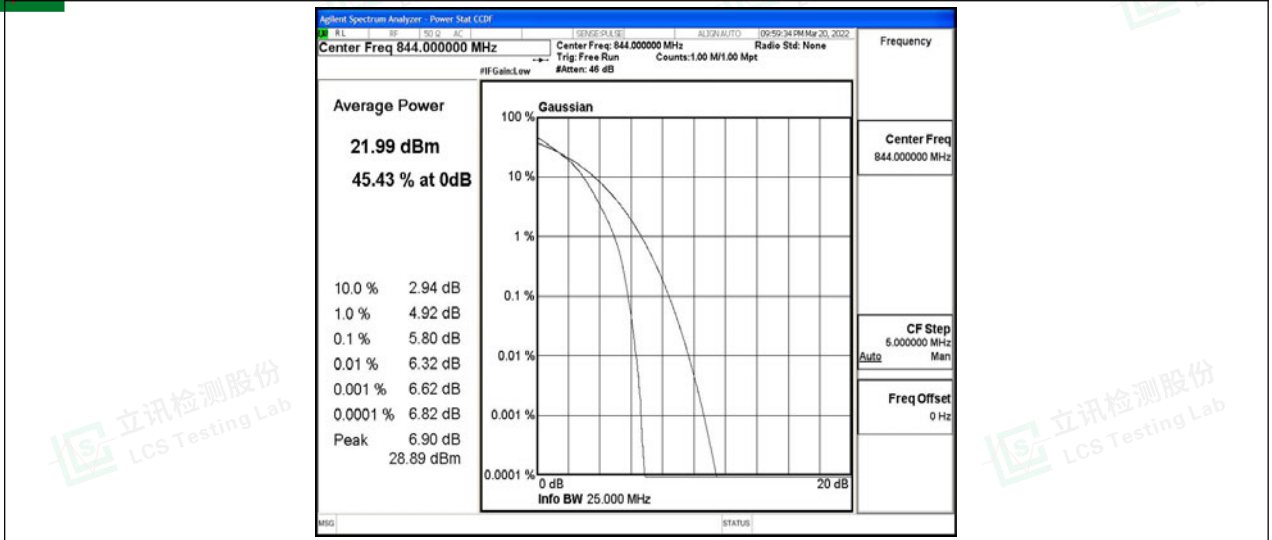 Agilent Spectrum Analyzer - Power Stat CCDF
RL RF 50 Ω AC SENSE:PULSE ALIGN AUTO 09:59:34 PM Mar 20, 2022
Center Freq 844.000000 MHz
Center Freq: 844.000000 MHz Radio Std: None
Trig: Free Run Counts:1.00 M/1.00 Mpt
#IFGain:Low #Atten: 46 dB
Frequency
Average Power
21.99 dBm
45.43 % at 0dB
10.0 % 2.94 dB
1.0 % 4.92 dB
0.1 % 5.80 dB
0.01 % 6.32 dB
0.001 % 6.62 dB
0.0001 % 6.82 dB
Peak 6.90 dB
28.89 dBm
Gaussian
100 %
10 %
1 %
0.1 %
0.01 %
0.001 %
0.0001 %
0 dB 20 dB
Info BW 25.000 MHz
Center Freq
844.000000 MHz
CF Step
5.000000 MHz
Auto Man
Freq Offset
0 Hz
MSG STATUS
立讯检测股份
LCS Testing Lab
立讯检测股份
LCS Testing Lab